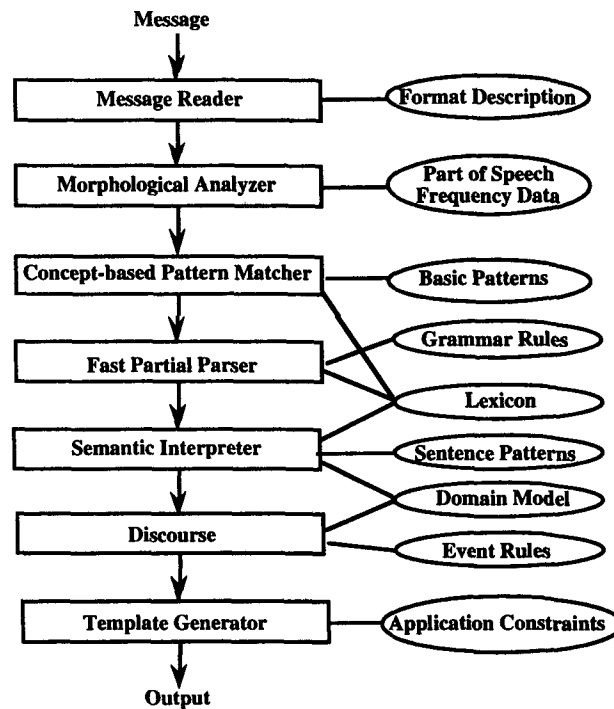 Message
Message Reader
Format Description
Morphological Analyzer
Part of Speech
Frequency Data
Concept-based Pattern Matcher
Basic Patterns
Grammar Rules
Fast Partial Parser
Lexicon
Semantic Interpreter
Sentence Patterns
Domain Model
Discourse
Event Rules
Template Generator
Application Constraints
Output